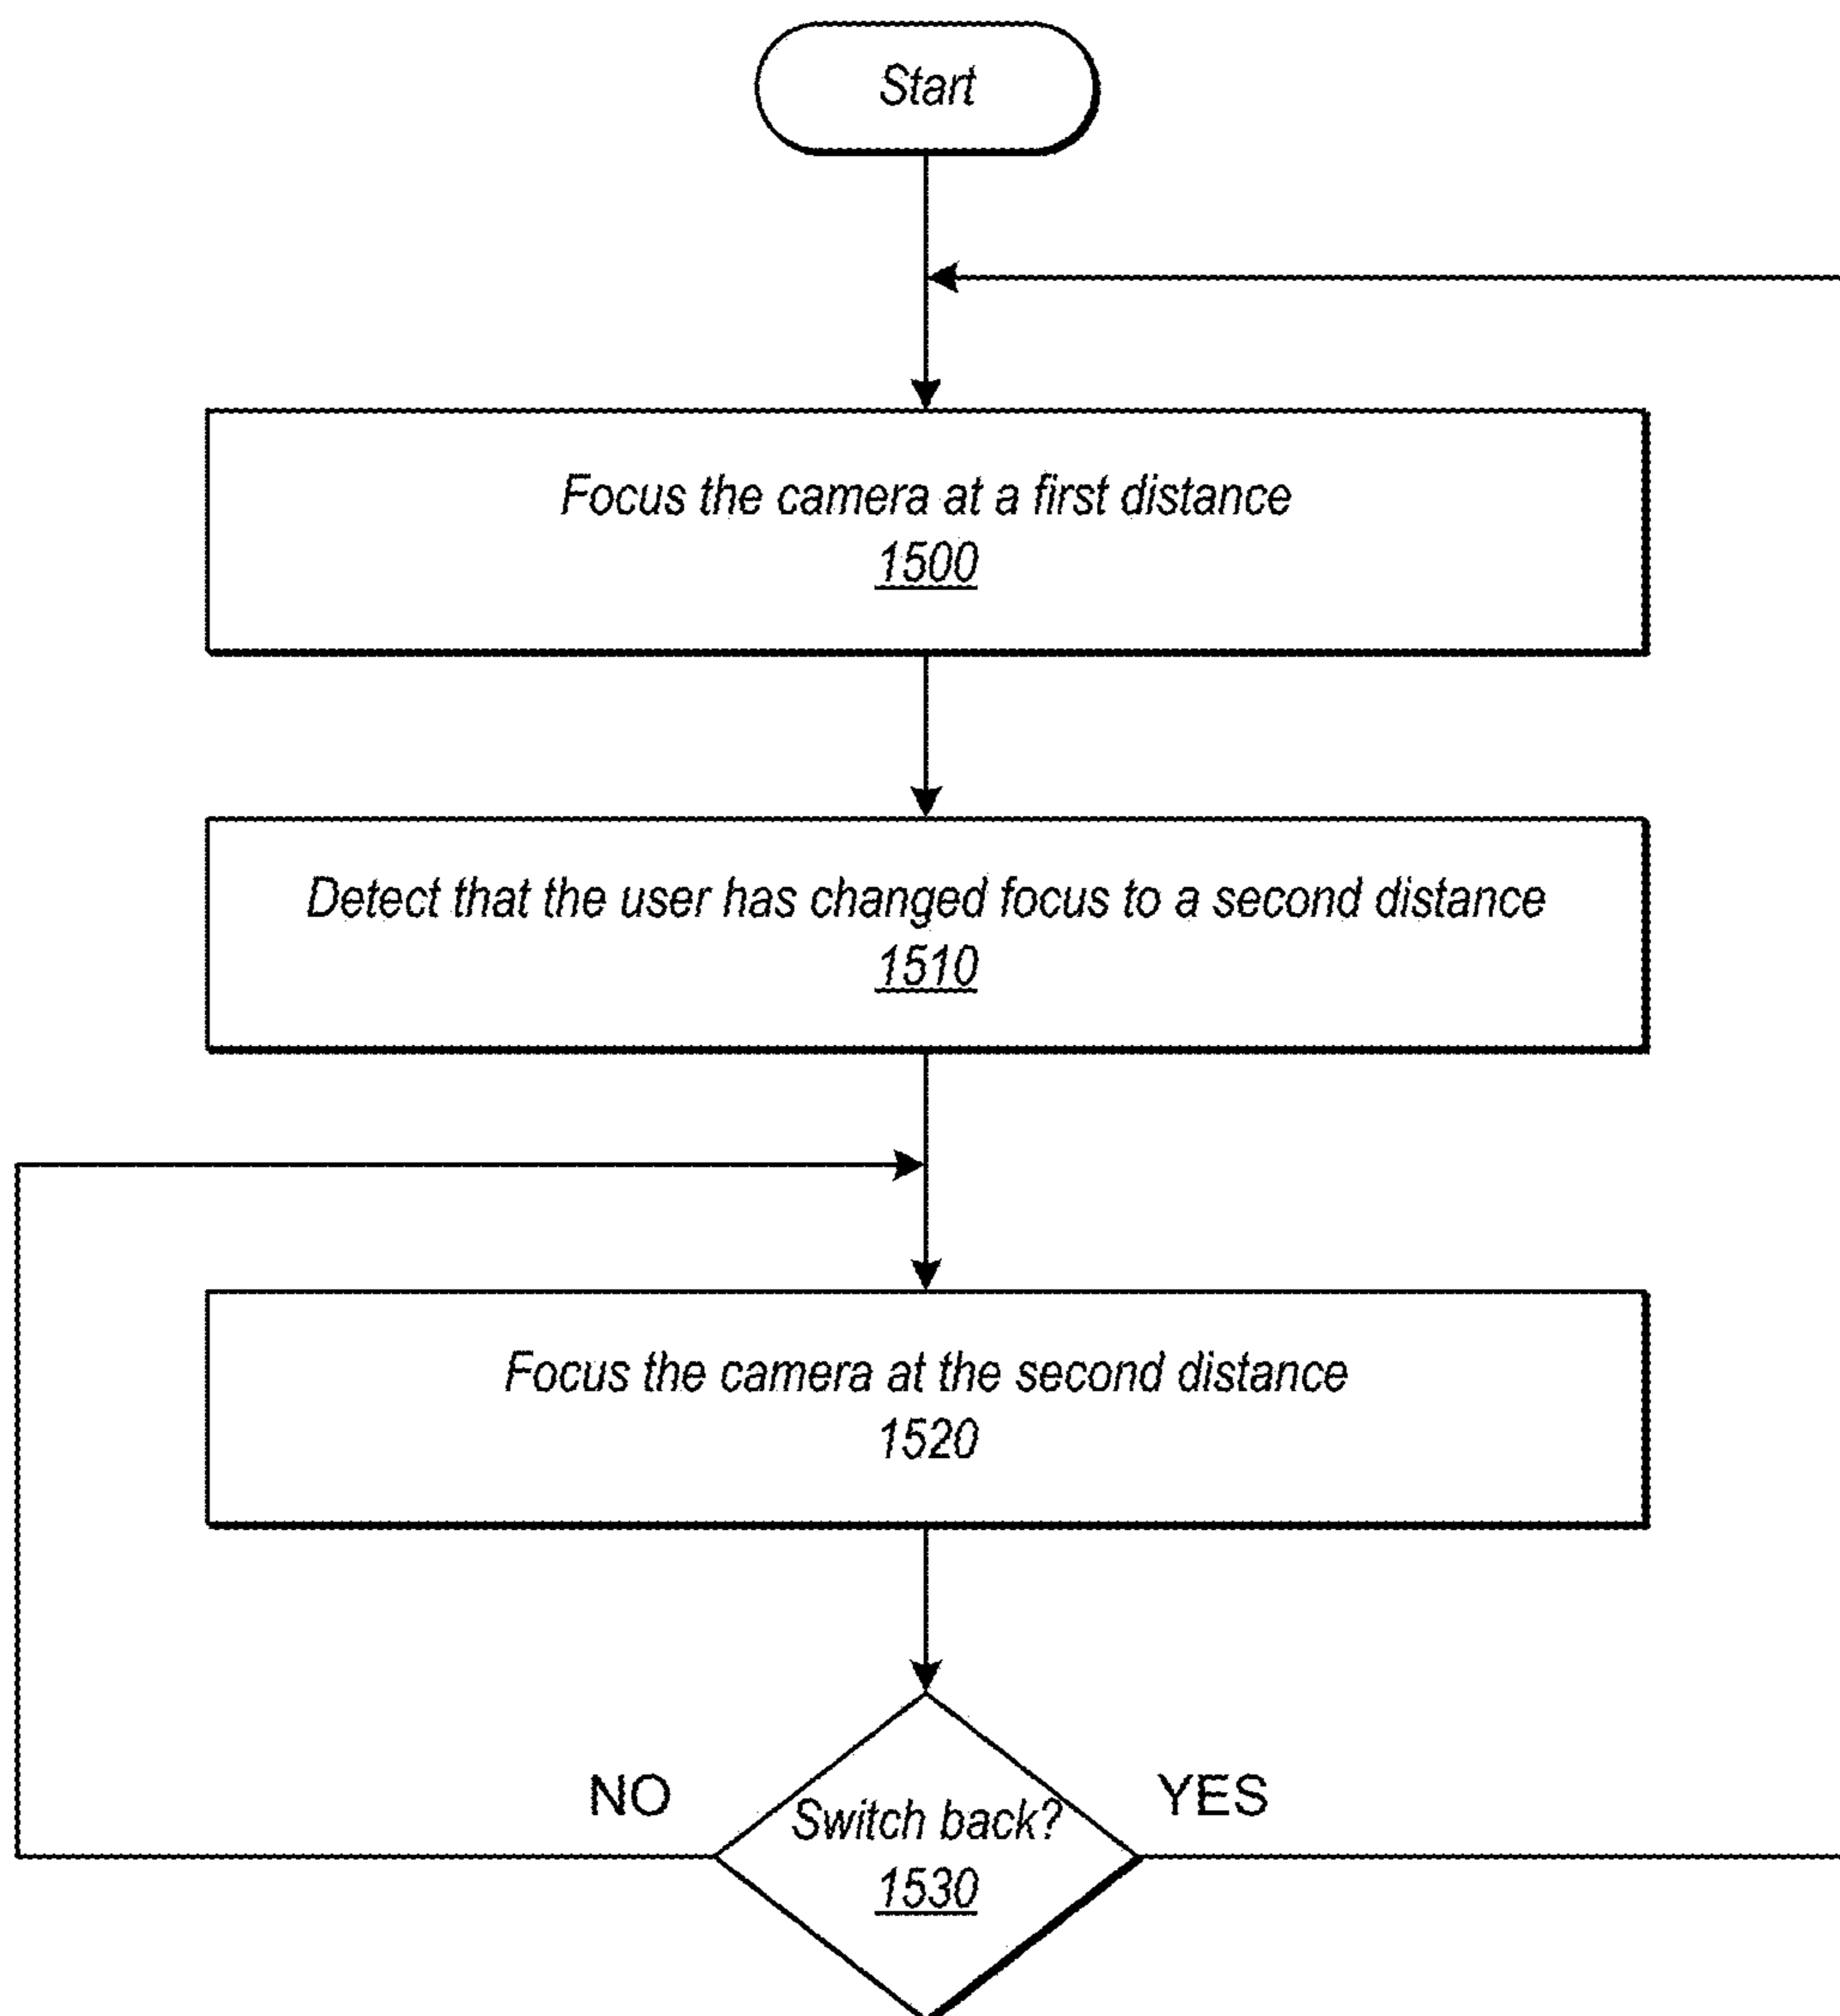 Start
Focus the camera at a first distance
1500
Detect that the user has changed focus to a second distance
1510
Focus the camera at the second distance
1520
NO
YES
Switch back?
1530